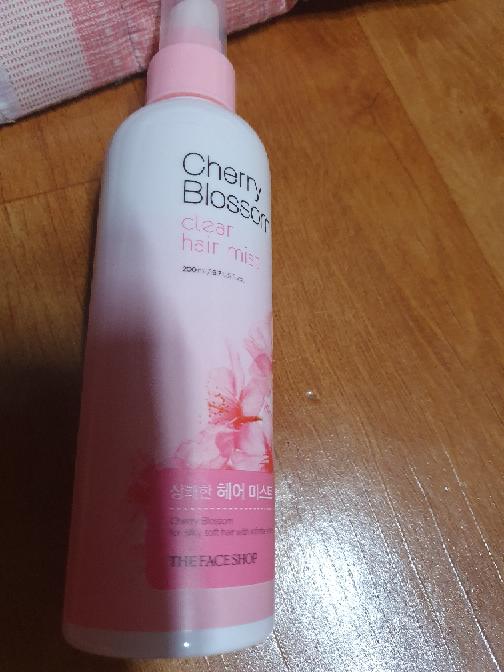 Cherry
Blossom
clear
hair mist
상쾌한 헤어 미스트
Cherry Blossom
for silky soft hair with
THE FACE SHOP